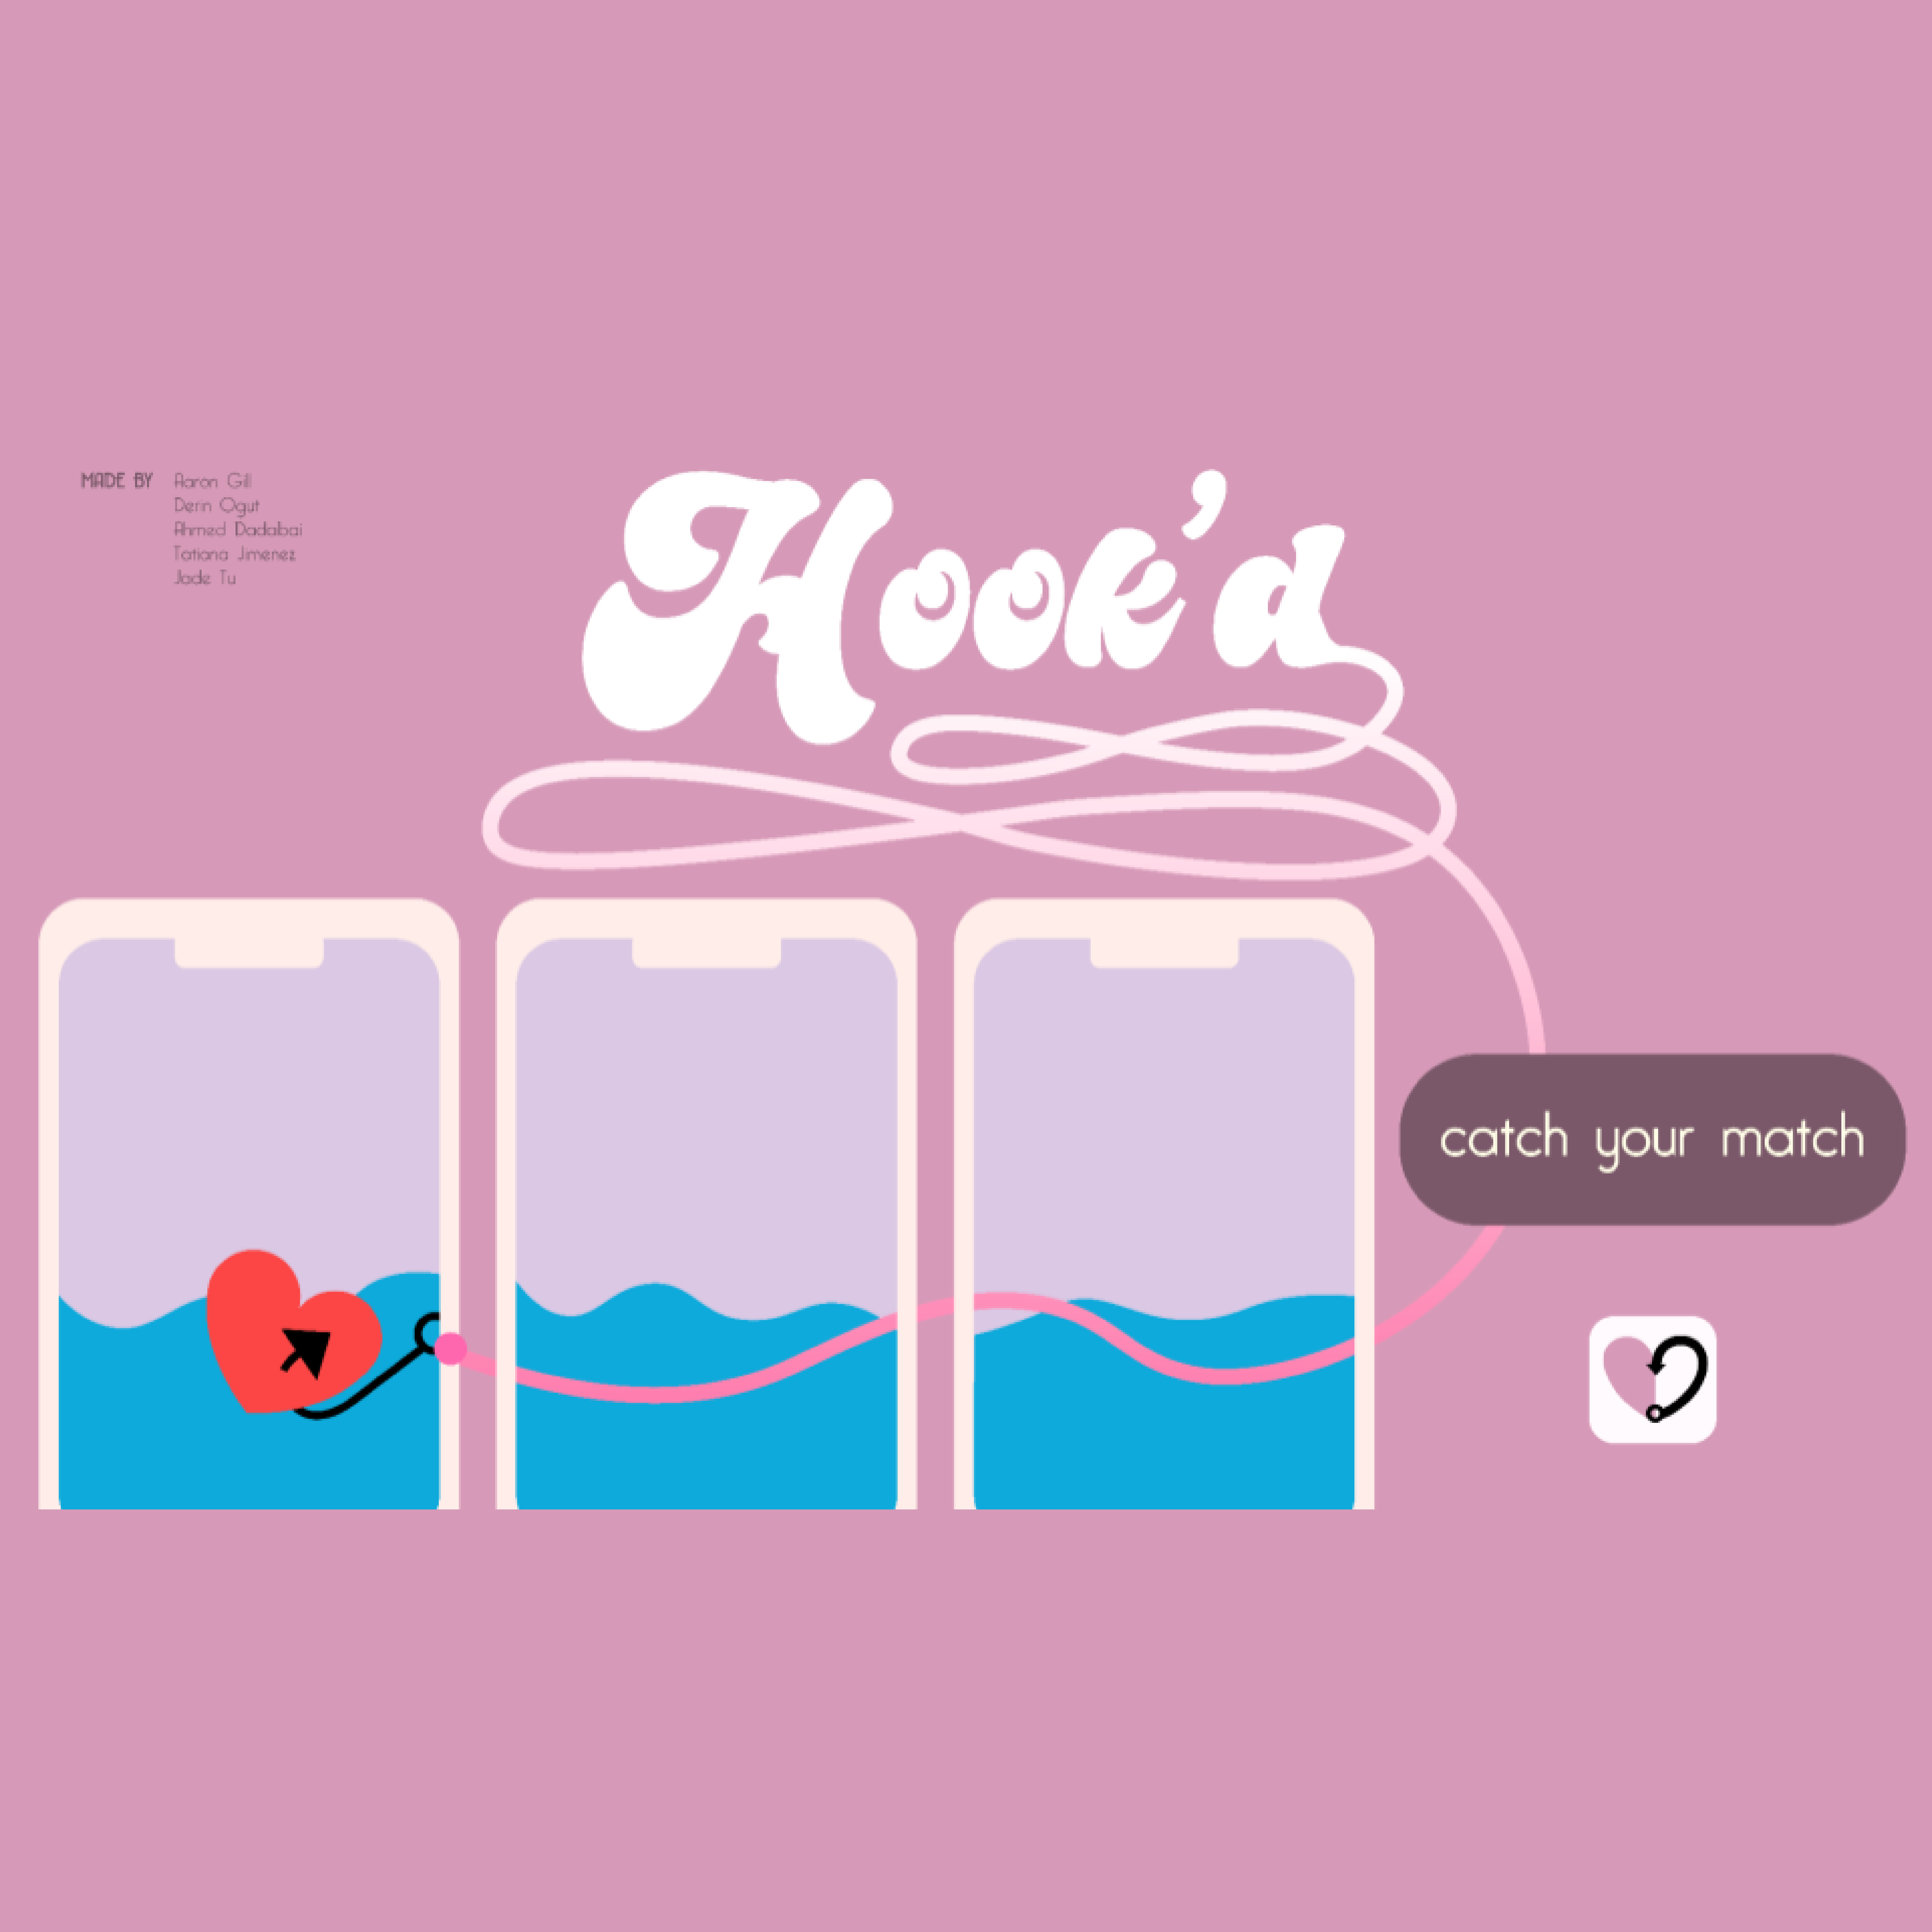 Hook'd
MADE BY Aaron Gill
Derin Ogut
Ahmed Dadabai
Tatiana Jimenez
Jade Tu
catch your match